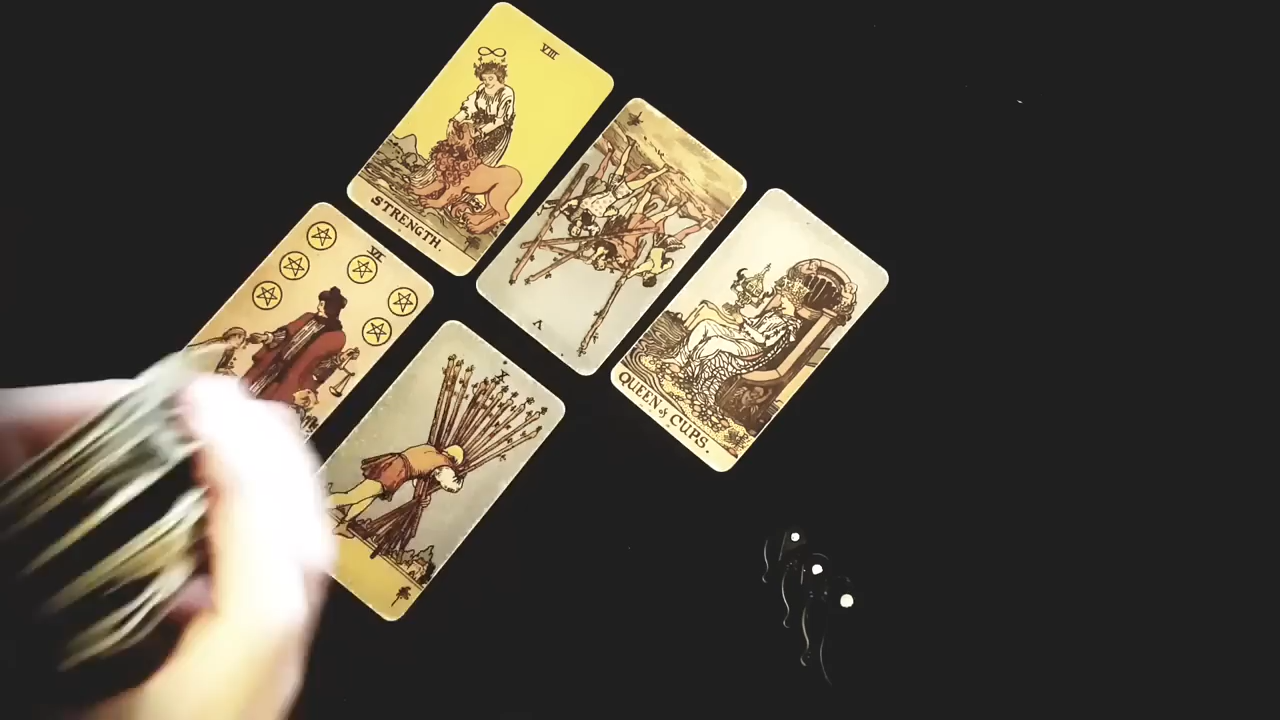 VIII
STRENGTH.
V
QUEEN of CUPS.
VI
X